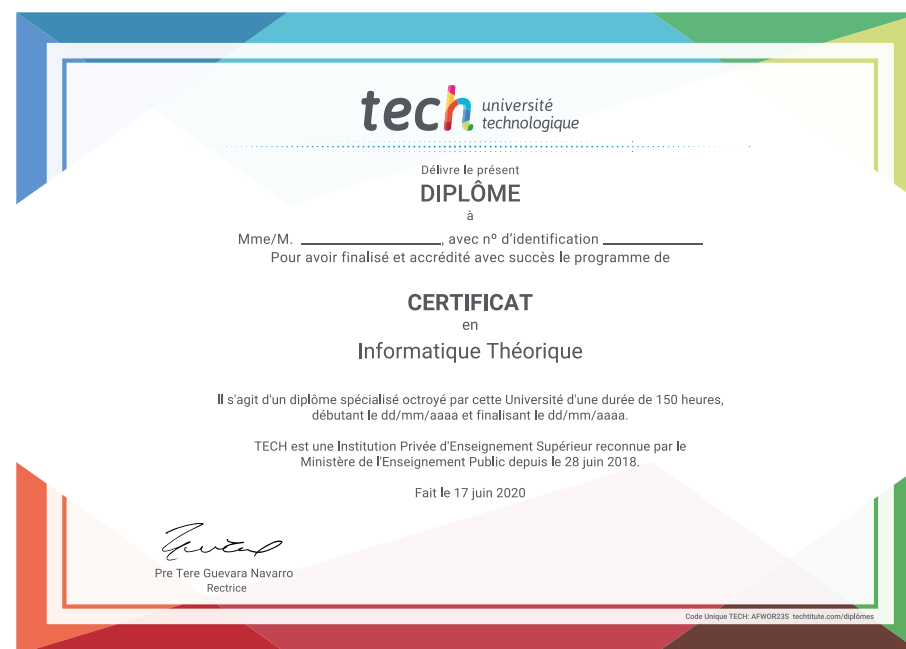 tech université
technologique
Délivre le présent
DIPLÔME
à
Mme/M. ____________________, avec nº d'identification ______________
Pour avoir finalisé et accrédité avec succès le programme de
CERTIFICAT
en
Informatique Théorique
Il s'agit d'un diplôme spécialisé octroyé par cette Université d'une durée de 150 heures,
débutant le dd/mm/aaaa et finalisant le dd/mm/aaaa.
TECH est une Institution Privée d'Enseignement Supérieur reconnue par le
Ministère de l'Enseignement Public depuis le 28 juin 2018.
Fait le 17 juin 2020
Pre Tere Guevara Navarro
Rectrice
Code Unique TECH: AFWOR23S techtitute.com/diplômes